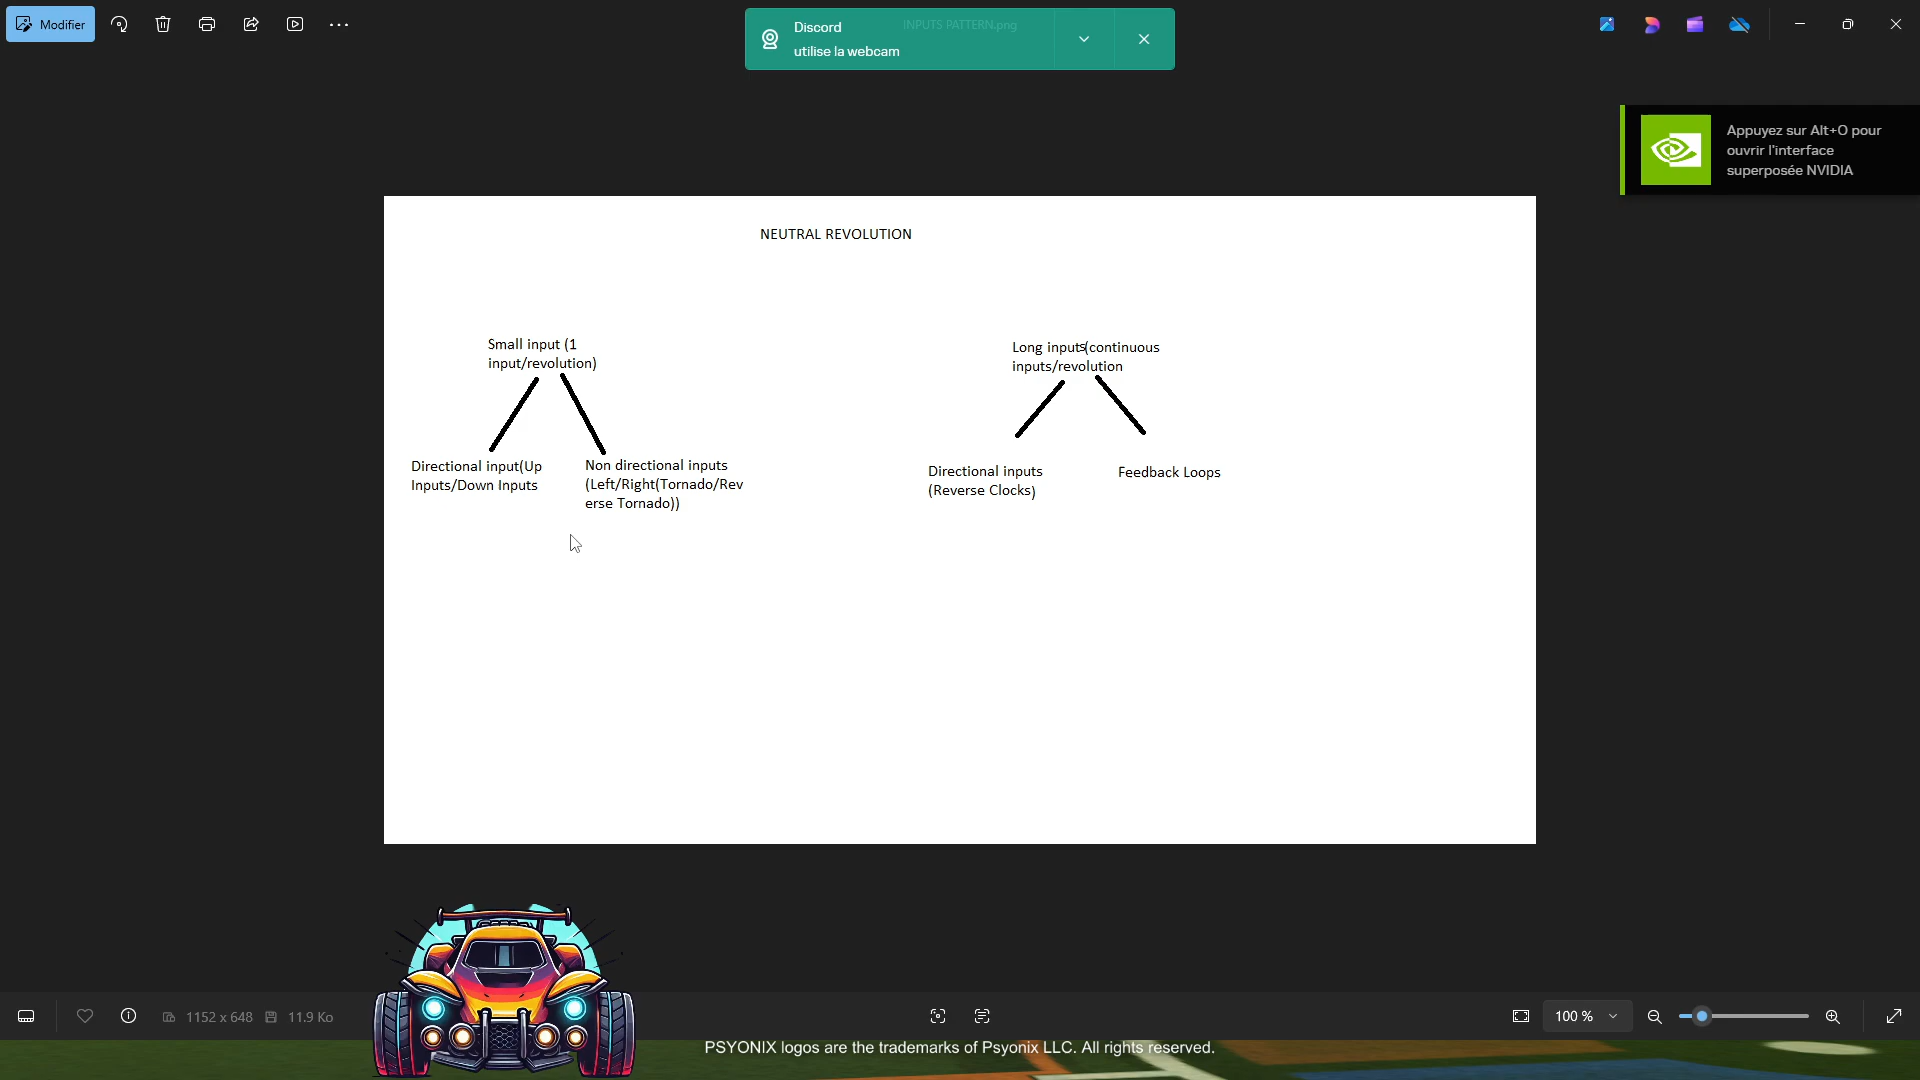 Modifier
INPUTS PATTERN.png
Discord
utilise la webcam
Appuyez sur Alt+O pour
ouvrir l'interface
superposée NVIDIA
NEUTRAL REVOLUTION
Small input (1
input/revolution)
Long inputs(continuous
inputs/revolution
Directional input(Up
Inputs/Down Inputs
Non directional inputs
(Left/Right(Tornado/Rev
erse Tornado))
Directional inputs
(Reverse Clocks)
Feedback Loops
1152 x 648
11.9 Ko
100 %
PSYONIX logos are the trademarks of Psyonix LLC. All rights reserved.